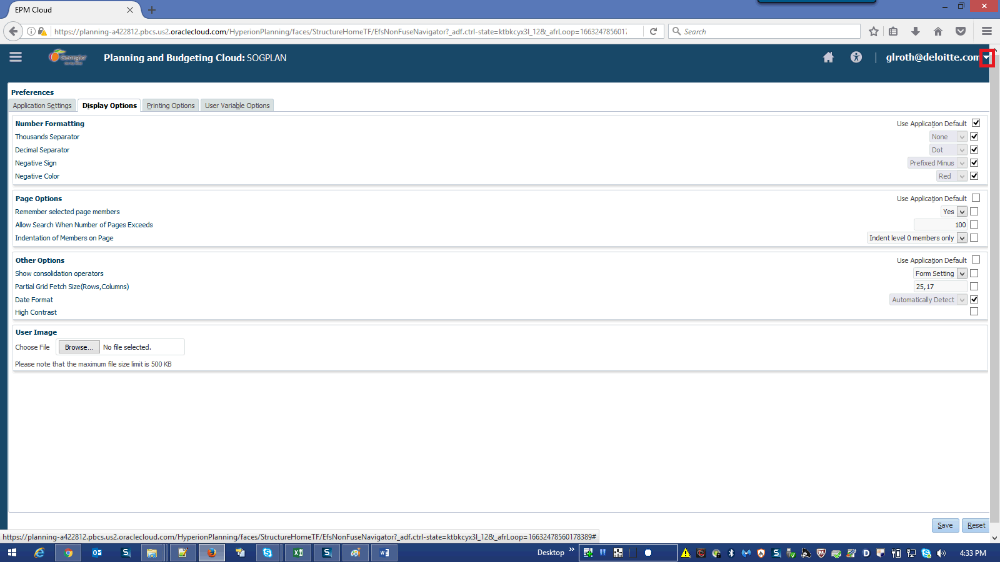 EPM Cloud
https://planning-a422812.pbcs.us2.oraclecloud.com/HyperionPlanning/faces/StructureHomeTF/EfsNonFuseNavigator?_adf.ctrl-state=ktbkcyx3l_12&_afrLoop=1663247856017
Search
Georgia
Planning and Budgeting Cloud: SOGPLAN
glroth@deloitte.com
Preferences
Application Settings
Display Options
Printing Options
User Variable Options
Number Formatting
Use Application Default
Thousands Separator
None
Decimal Separator
Dot
Negative Sign
Prefixed Minus
Negative Color
Red
Page Options
Use Application Default
Remember selected page members
Yes
Allow Search When Number of Pages Exceeds
100
Indentation of Members on Page
Indent level 0 members only
Other Options
Use Application Default
Show consolidation operators
Form Setting
Partial Grid Fetch Size(Rows,Columns)
25,17
Date Format
Automatically Detect
High Contrast
User Image
Choose File
Browse...
No file selected.
Please note that the maximum file size limit is 500 KB
Save
Reset
https://planning-a422812.pbcs.us2.oraclecloud.com/HyperionPlanning/faces/StructureHomeTF/EfsNonFuseNavigator?_adf.ctrl-state=ktbkcyx3l_12&_afrLoop=16632478560178389#
Desktop
4:33 PM